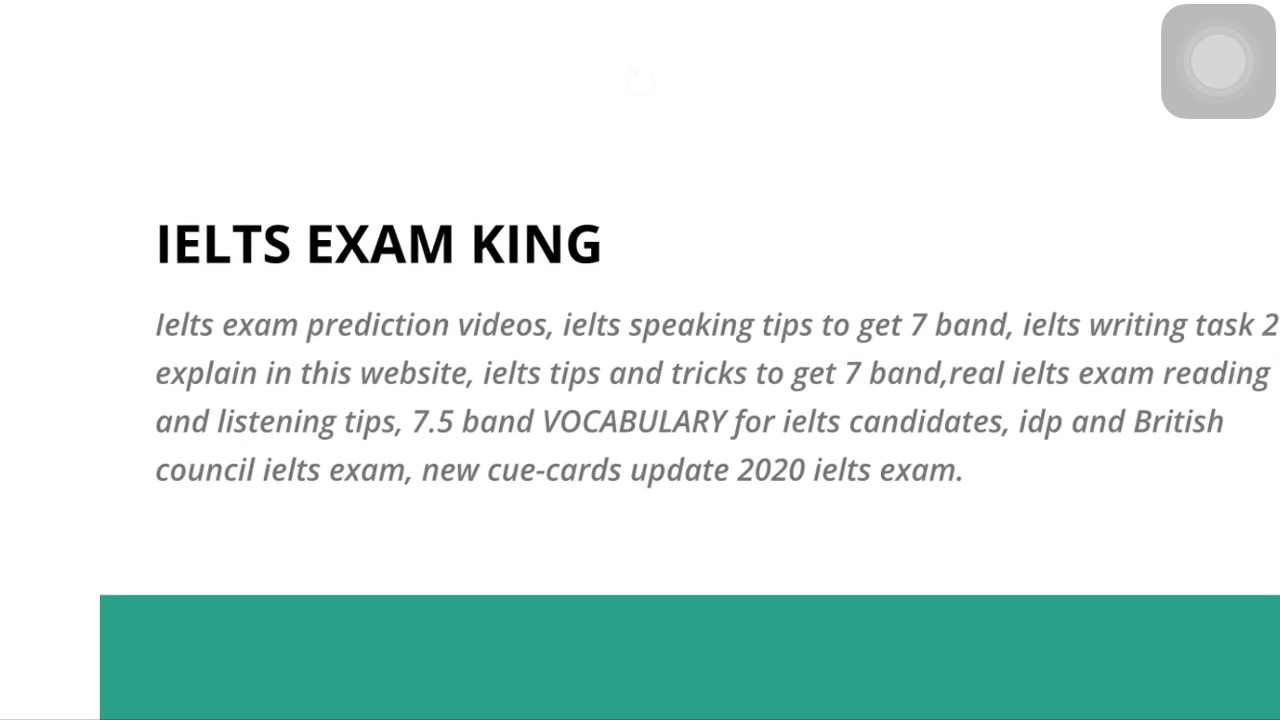 IELTS EXAM KING
Ielts exam prediction videos, ielts speaking tips to get 7 band, ielts writing task 2
explain in this website, ielts tips and tricks to get 7 band,real ielts exam reading
and listening tips, 7.5 band VOCABULARY for ielts candidates, idp and British
council ielts exam, new cue-cards update 2020 ielts exam.